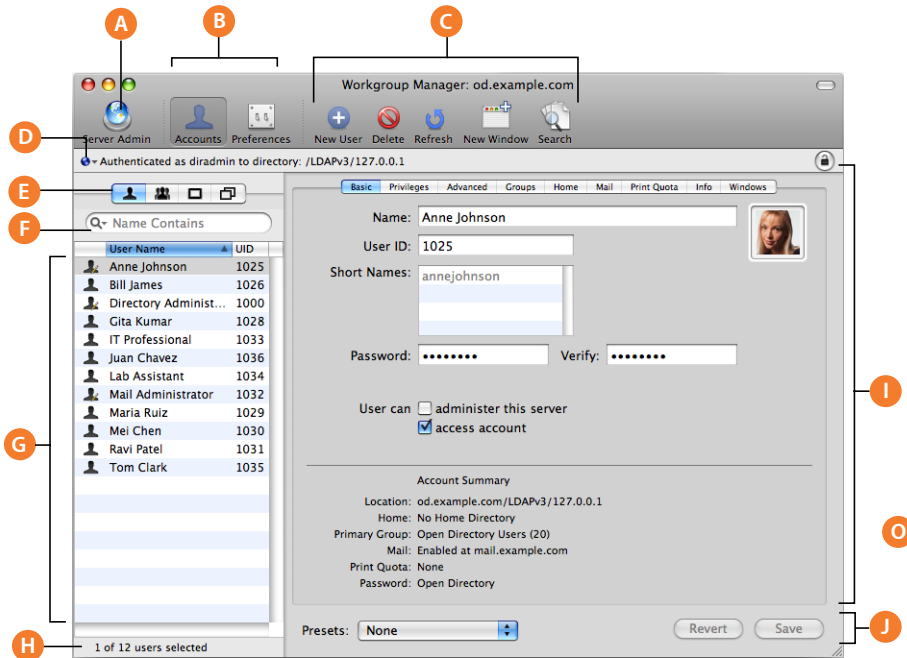 A
B
C
Workgroup Manager: od.example.com
Server Admin Accounts Preferences New User Delete Refresh New Window Search
D
Authenticated as diradmin to directory: /LDAPv3/127.0.0.1
E
Basic Privileges Advanced Groups Home Mail Print Quota Info Windows
F
Name Contains
Name: Anne Johnson
User ID: 1025
Short Names: annejohnson
Password: •••••••• Verify: ••••••••
User can administer this server
access account
Account Summary
Location: od.example.com/LDAPv3/127.0.0.1
Home: No Home Directory
Primary Group: Open Directory Users (20)
Mail: Enabled at mail.example.com
Print Quota: None
Password: Open Directory
User Name UID
Anne Johnson 1025
Bill James 1026
Directory Administ... 1000
Gita Kumar 1028
IT Professional 1033
Juan Chavez 1036
Lab Assistant 1034
Mail Administrator 1032
Maria Ruiz 1029
Mei Chen 1030
Ravi Patel 1031
Tom Clark 1035
G
I
O
H
1 of 12 users selected
Presets: None
Revert Save
J